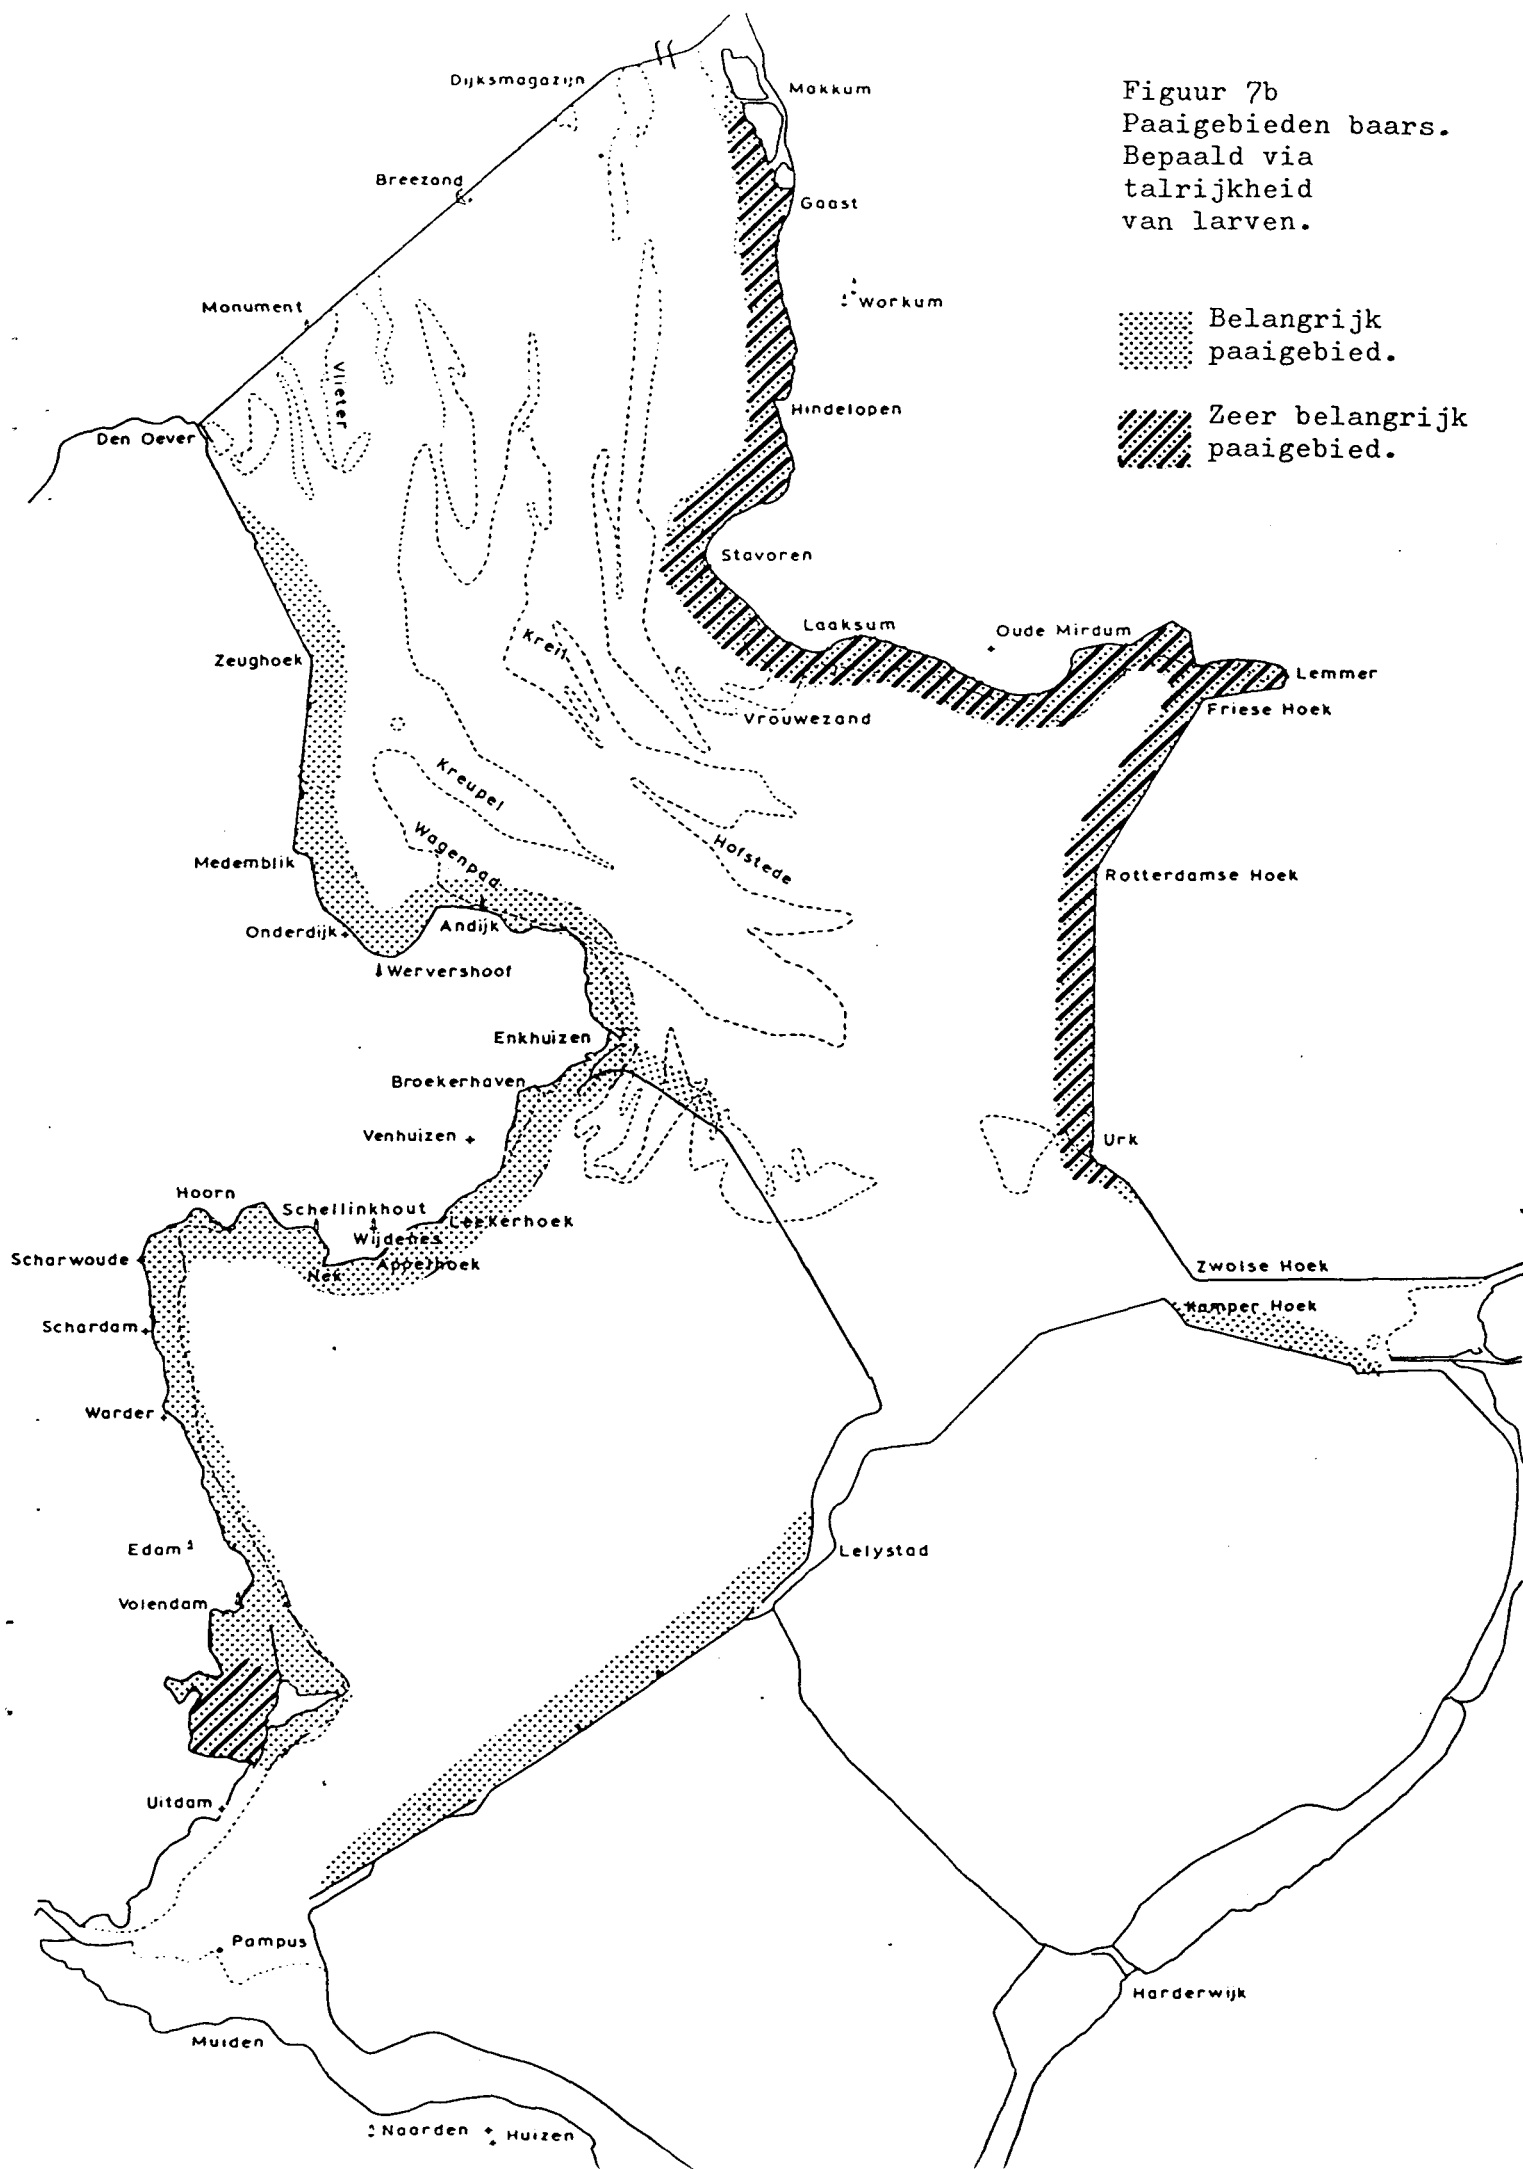 Figuur 7b
Paaigebieden baars.
Bepaald via
talrijkheid
van larven.
Belangrijk
paaigebied.
Zeer belangrijk
paaigebied.
Dijksmagazijn
Makkum
Breezand
Gaast
Monument
Workum
Vlieter
Den Oever
Hindelopen
Stavoren
Laaksum
Oude Mirdum
Kreil
Zeughoek
Lemmer
Vrouwezand
Friese Hoek
Kreupel
Wagenpad
Hofstede
Medemblik
Rotterdamse Hoek
Onderdijk
Andijk
Wervershoof
Enkhuizen
Broekerhaven
Venhuizen
Urk
Hoorn
Schellinkhout
Leekerhoek
Wijdenes
Scharwoude
Nek
Appelhoek
Zwolse Hoek
Kamper Hoek
Schardam
Warder
Edam
Lelystad
Volendam
Uitdam
Pampus
Harderwijk
Muiden
Naarden
Huizen